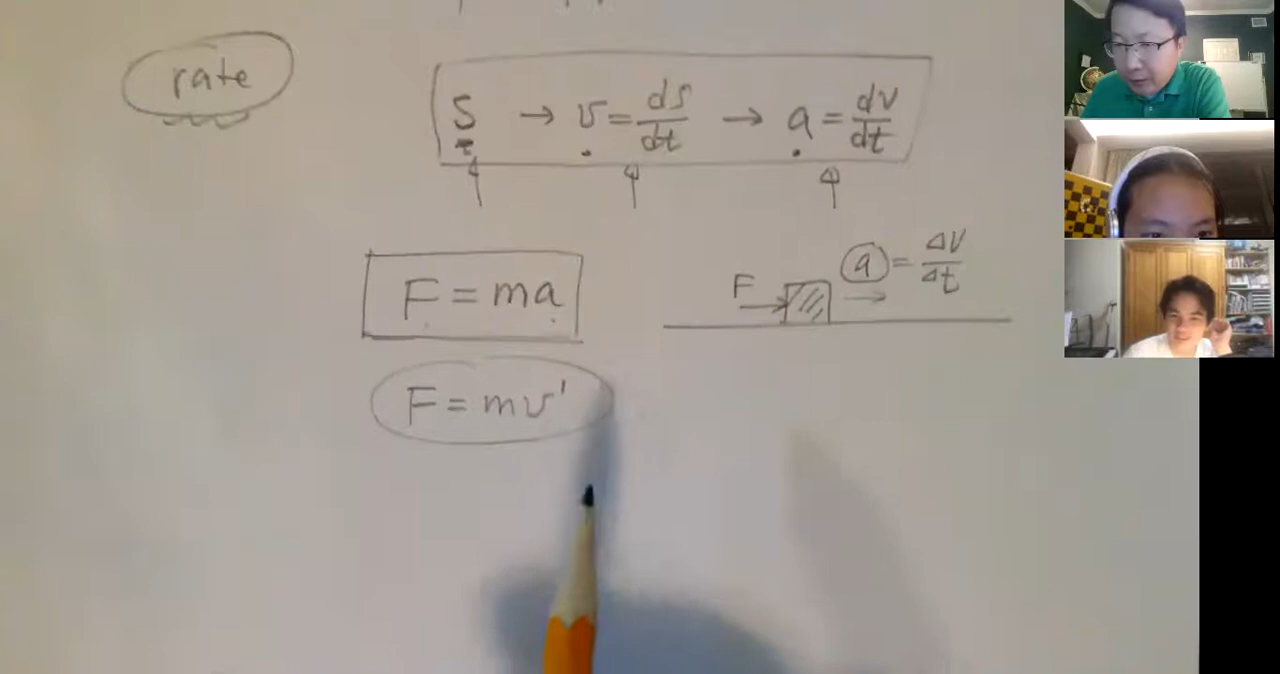 rate
S → v = ds/dt → a = dv/dt
F = ma
F
a = ΔV/Δt
F = mv'